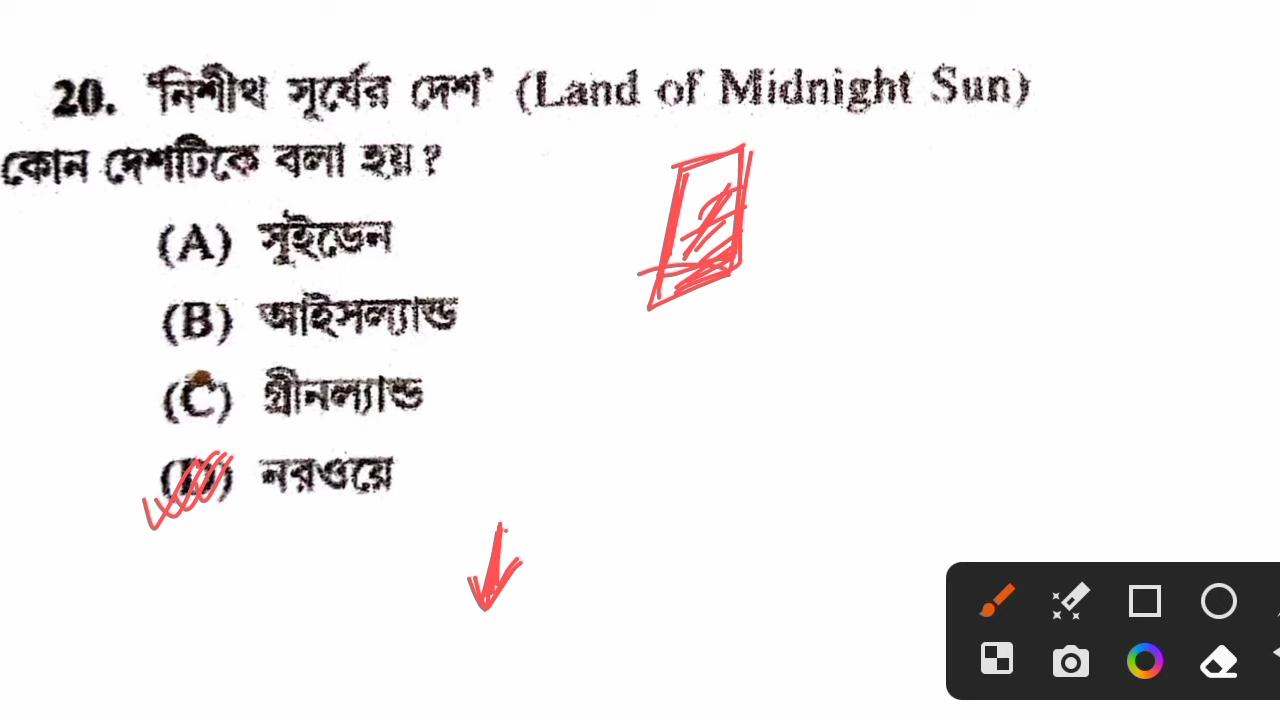 20. 'নিশীথ সূর্যের দেশ' (Land of Midnight Sun)
কোন দেশটিকে বলা হয়?
(A) সুইডেন
(B) আইসল্যান্ড
(C) গ্রীনল্যান্ড
(D) নরওয়ে